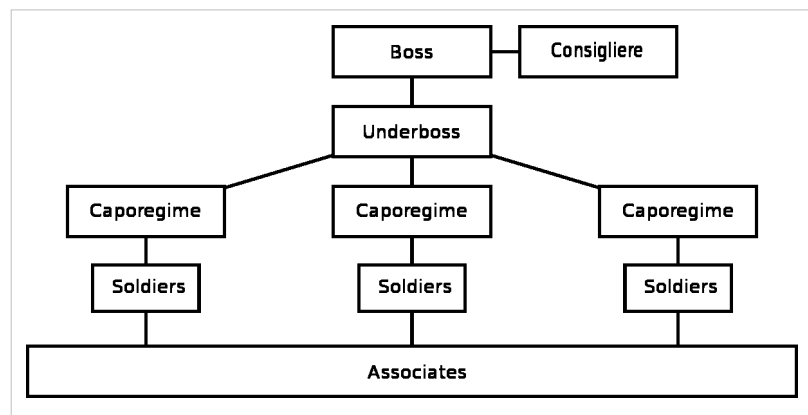 Boss
Consigliere
Underboss
Caporegime
Caporegime
Caporegime
Soldiers
Soldiers
Soldiers
Associates